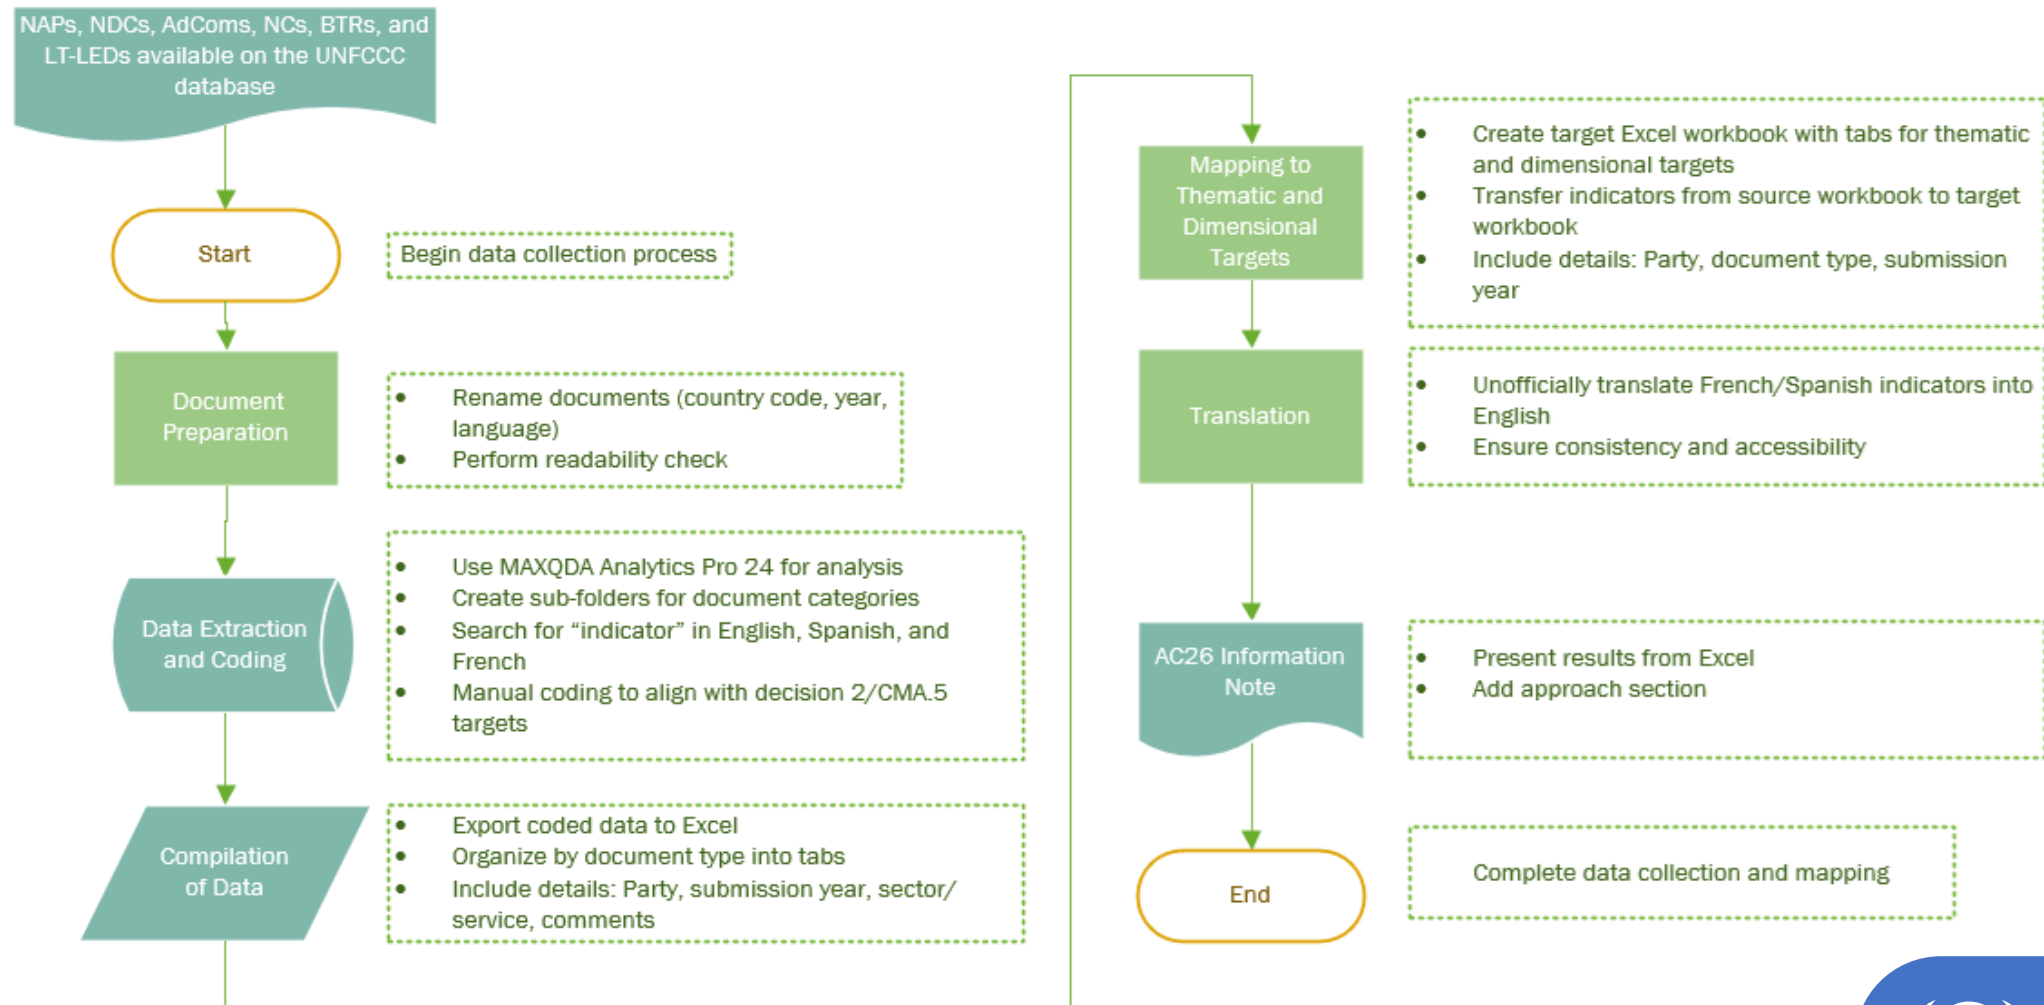 NAPs, NDCs, AdComs, NCs, BTRs, and
LT-LEDs available on the UNFCCC
database
Start
Begin data collection process
Document
Preparation
• Rename documents (country code, year,
language)
• Perform readability check
Data Extraction
and Coding
• Use MAXQDA Analytics Pro 24 for analysis
• Create sub-folders for document categories
• Search for “indicator” in English, Spanish, and
French
• Manual coding to align with decision 2/CMA.5
targets
Compilation
of Data
• Export coded data to Excel
• Organize by document type into tabs
• Include details: Party, submission year, sector/
service, comments
Mapping to
Thematic and
Dimensional
Targets
• Create target Excel workbook with tabs for thematic
and dimensional targets
• Transfer indicators from source workbook to target
workbook
• Include details: Party, document type, submission
year
Translation
• Unofficially translate French/Spanish indicators into
English
• Ensure consistency and accessibility
AC26 Information
Note
• Present results from Excel
• Add approach section
End
Complete data collection and mapping